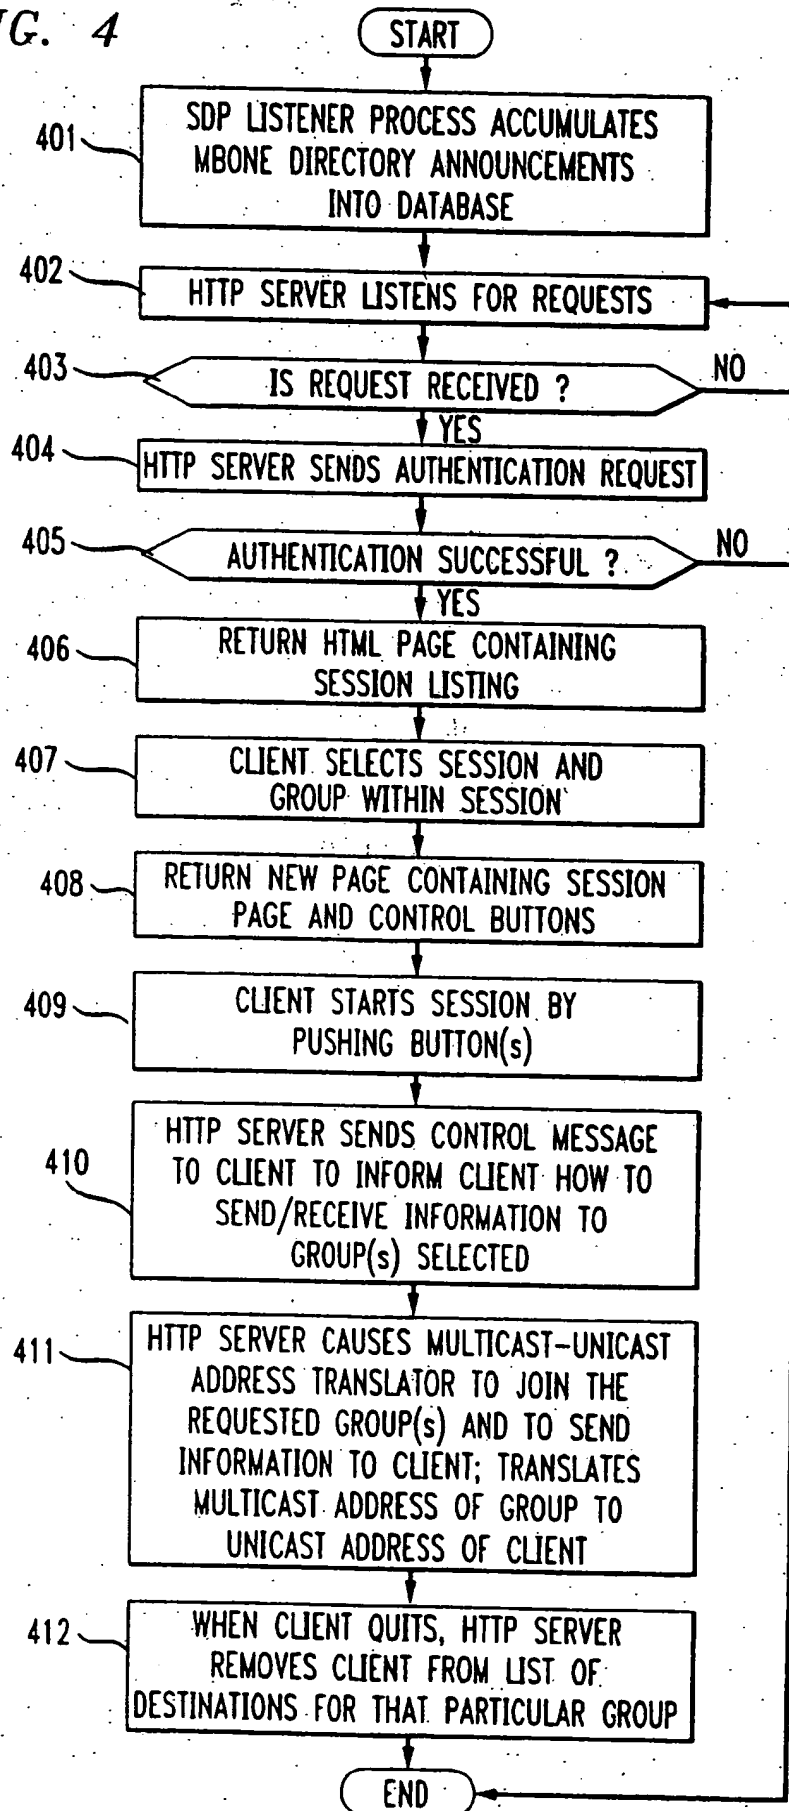 FIG. 4
START
401
SDP LISTENER PROCESS ACCUMULATES
MBONE DIRECTORY ANNOUNCEMENTS
INTO DATABASE
402
HTTP SERVER LISTENS FOR REQUESTS
403
IS REQUEST RECEIVED ?
NO
YES
404
HTTP SERVER SENDS AUTHENTICATION REQUEST
405
AUTHENTICATION SUCCESSFUL ?
NO
YES
406
RETURN HTML PAGE CONTAINING
SESSION LISTING
407
CLIENT SELECTS SESSION AND
GROUP WITHIN SESSION
408
RETURN NEW PAGE CONTAINING SESSION
PAGE AND CONTROL BUTTONS
409
CLIENT STARTS SESSION BY
PUSHING BUTTON(s)
410
HTTP SERVER SENDS CONTROL MESSAGE
TO CLIENT TO INFORM CLIENT HOW TO
SEND/RECEIVE INFORMATION TO
GROUP(s) SELECTED
411
HTTP SERVER CAUSES MULTICAST-UNICAST
ADDRESS TRANSLATOR TO JOIN THE
REQUESTED GROUP(s) AND TO SEND
INFORMATION TO CLIENT; TRANSLATES
MULTICAST ADDRESS OF GROUP TO
UNICAST ADDRESS OF CLIENT
412
WHEN CLIENT QUITS, HTTP SERVER
REMOVES CLIENT FROM LIST OF
DESTINATIONS FOR THAT PARTICULAR GROUP
END